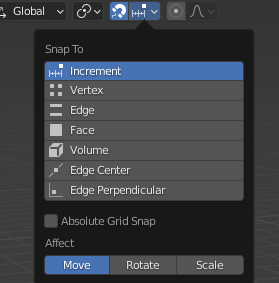 Global
Snap To
Increment
Vertex
Edge
Face
Volume
Edge Center
Edge Perpendicular
Absolute Grid Snap
Affect
Move Rotate Scale